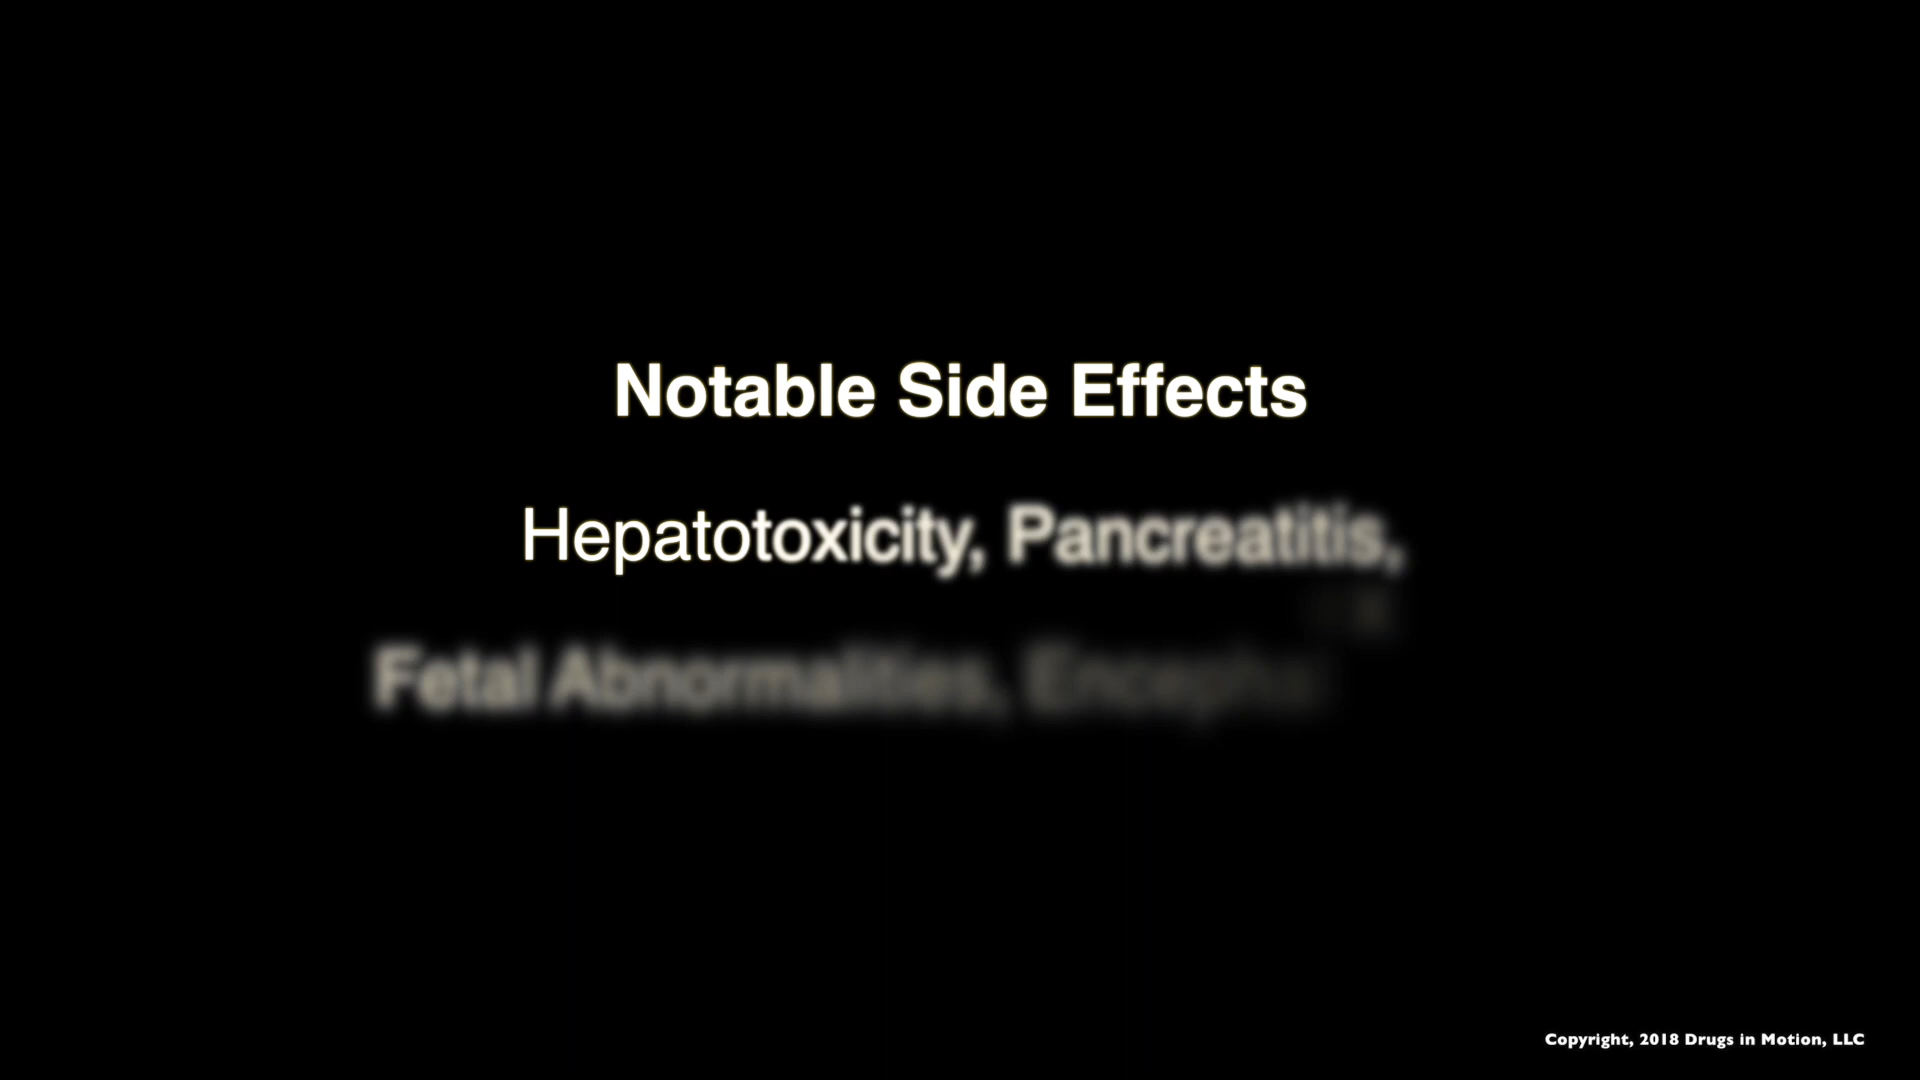 Notable Side Effects
Hepatotoxicity, Pancreatitis,
Fetal Abnormalities,
Copyright, 2018 Drugs in Motion, LLC